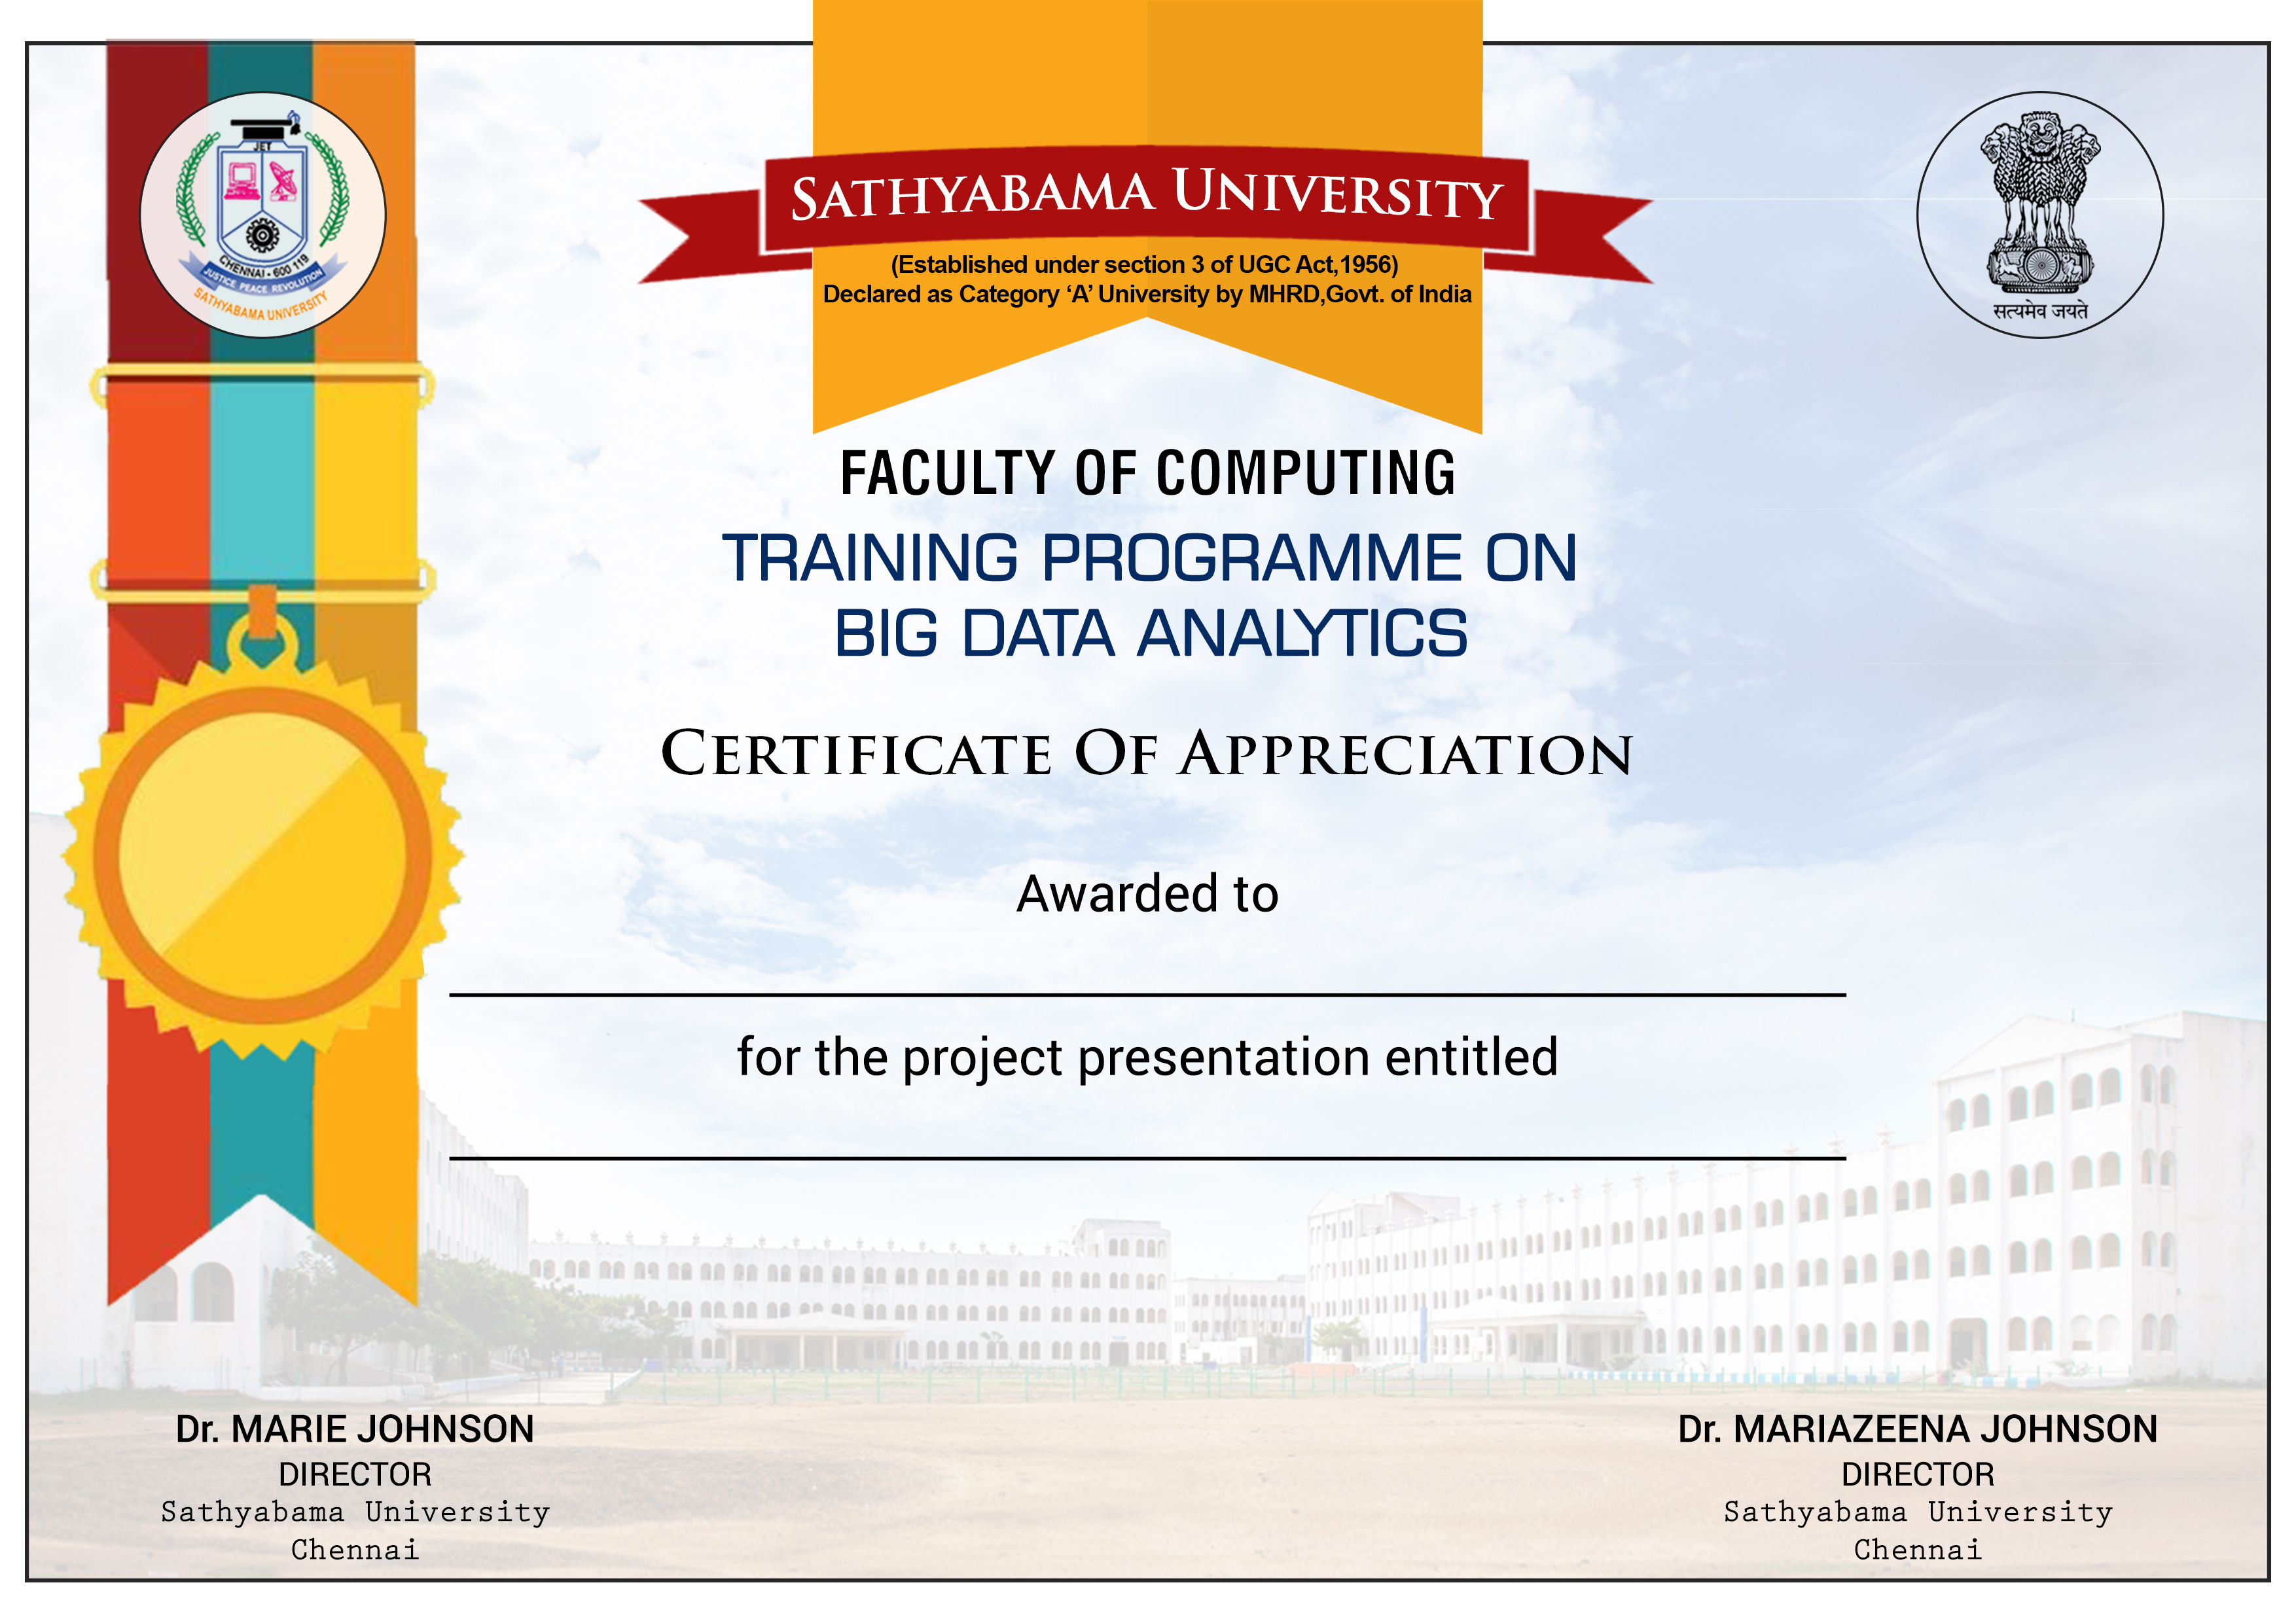 JET
CHENNAI - 600 119
JUSTICE PEACE REVOLUTION
SATHYABAMA UNIVERSITY
SATHYABAMA UNIVERSITY
(Established under section 3 of UGC Act,1956)
Declared as Category ‘A’ University by MHRD,Govt. of India
सत्यमेव जयते
FACULTY OF COMPUTING
TRAINING PROGRAMME ON
BIG DATA ANALYTICS
CERTIFICATE OF APPRECIATION
Awarded to
for the project presentation entitled
Dr. MARIE JOHNSON
DIRECTOR
Sathyabama University
Chennai
Dr. MARIAZEENA JOHNSON
DIRECTOR
Sathyabama University
Chennai